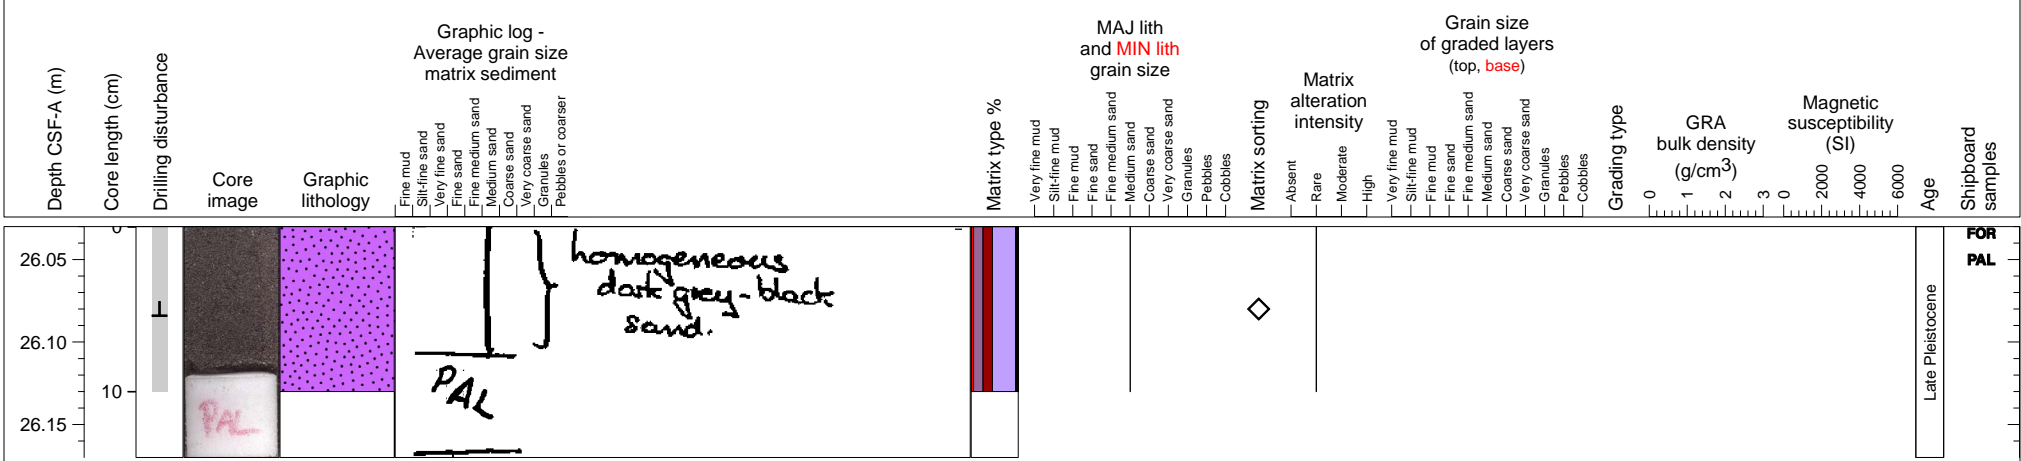 Depth CSF-A (m)
Core length (cm)
Drilling disturbance
Core
image
Graphic
lithology
Graphic log -
Average grain size
matrix sediment
Fine mud
Silt-fine sand
Very fine sand
Fine sand
Fine medium sand
Medium sand
Coarse sand
Very coarse sand
Granules
Pebbles or coarser
Matrix type %
MAJ lith
and MIN lith
grain size
Very fine mud
Silt-fine mud
Fine mud
Fine sand
Fine medium sand
Medium sand
Coarse sand
Very coarse sand
Granules
Pebbles
Cobbles
Matrix sorting
Matrix
alteration
intensity
Absent
Rare
Moderate
High
Grain size
of graded layers
(top, base)
Very fine mud
Silt-fine mud
Fine mud
Fine sand
Fine medium sand
Medium sand
Coarse sand
Very coarse sand
Granules
Pebbles
Cobbles
Grading type
GRA
bulk density
(g/cm3)
0
1
2
3
Magnetic
susceptibility
(SI)
0
2000
4000
6000
Age
Shipboard
samples
26.05
26.10
26.15
0
10
PAL
homogeneous
dark grey-black
sand.
PAL
Late Pleistocene
FOR
PAL